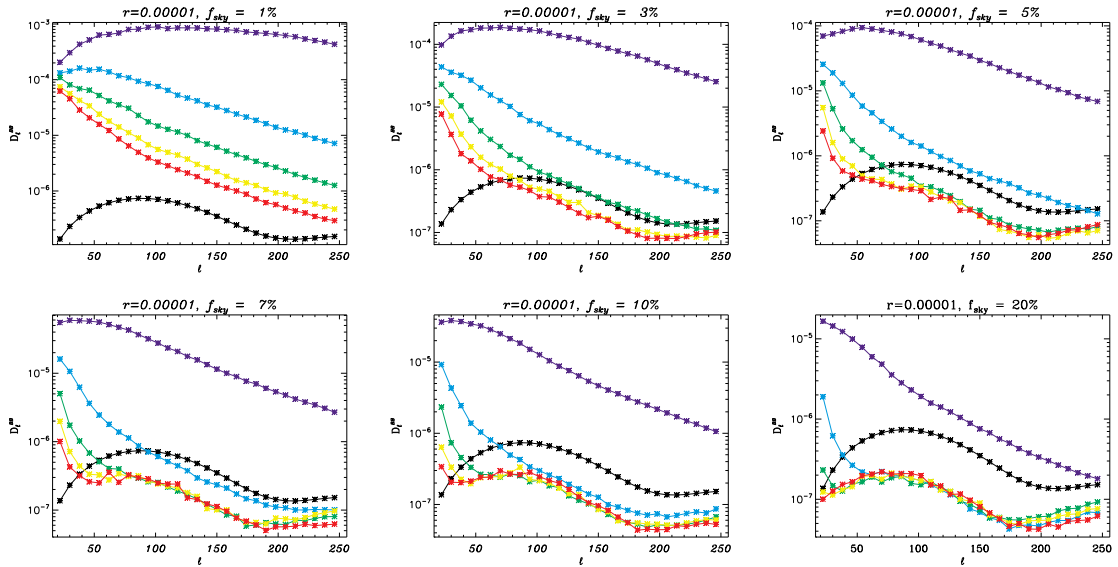 r=0.00001, f_sky = 1%
r=0.00001, f_sky = 3%
r=0.00001, f_sky = 5%
10^-3
10^-4
10^-5
10^-6
D_ℓ^BB
50 100 150 200 250
ℓ
10^-4
10^-5
10^-6
10^-7
D_ℓ^BB
50 100 150 200 250
ℓ
10^-4
10^-5
10^-6
10^-7
D_ℓ^BB
50 100 150 200 250
ℓ
r=0.00001, f_sky = 7%
r=0.00001, f_sky = 10%
r=0.00001, f_sky = 20%
10^-5
10^-6
10^-7
D_ℓ^BB
50 100 150 200 250
ℓ
10^-5
10^-6
10^-7
D_ℓ^BB
50 100 150 200 250
ℓ
10^-5
10^-6
10^-7
D_ℓ^BB
50 100 150 200 250
ℓ